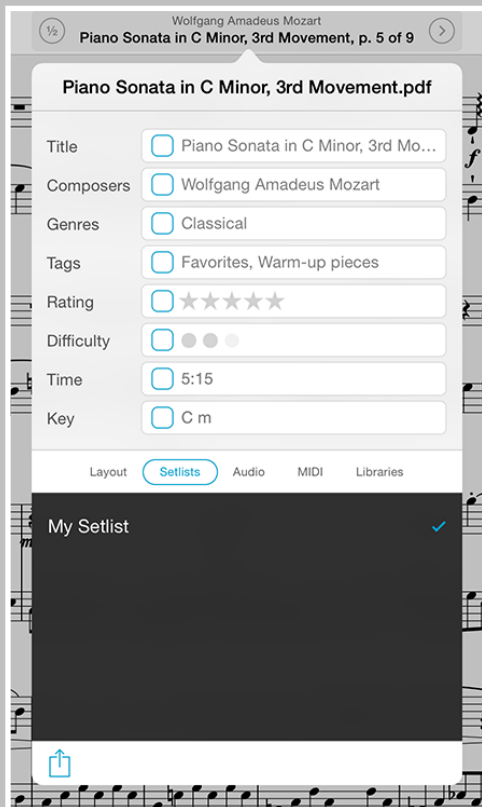 ½
Wolfgang Amadeus Mozart
Piano Sonata in C Minor, 3rd Movement, p. 5 of 9
Piano Sonata in C Minor, 3rd Movement.pdf
Title Piano Sonata in C Minor, 3rd Mo...
Composers Wolfgang Amadeus Mozart
Genres Classical
Tags Favorites, Warm-up pieces
Rating ★★★★★
Difficulty
Time 5:15
Key C m
Layout Setlists Audio MIDI Libraries
My Setlist